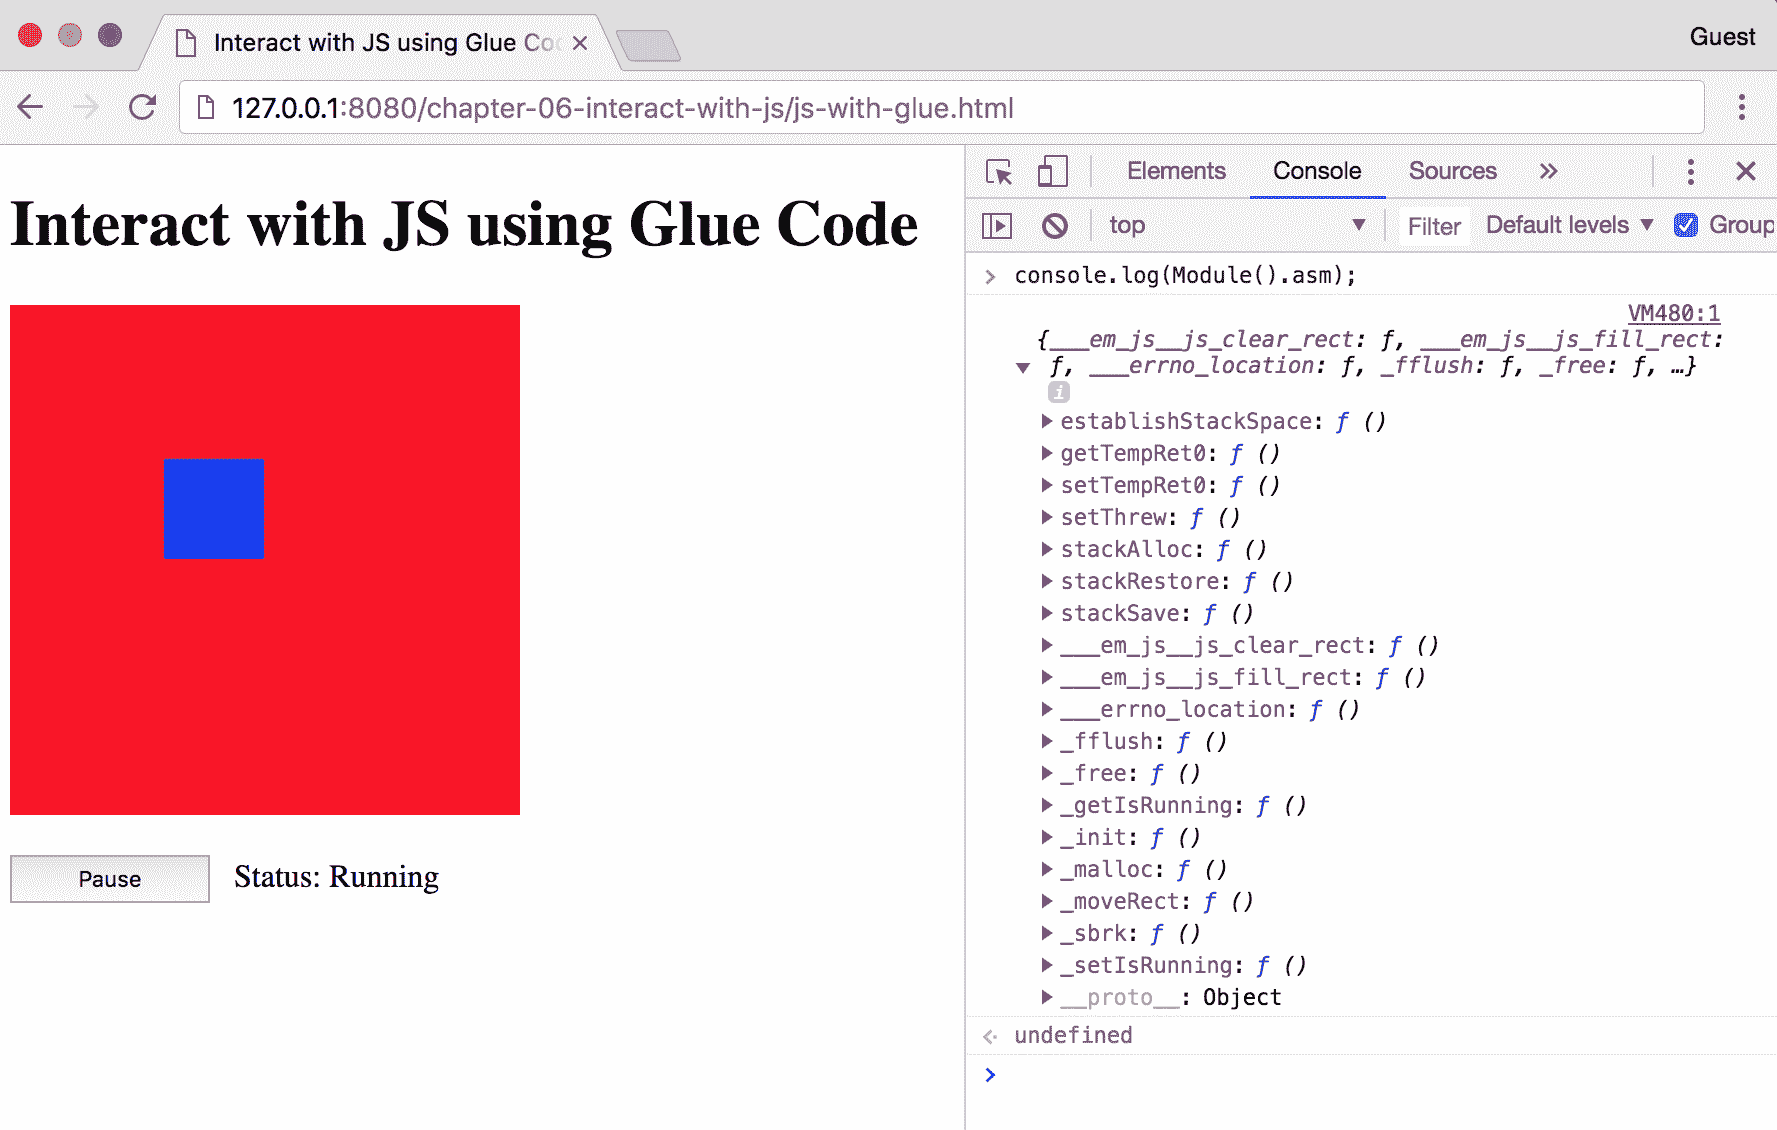 Interact with JS using Glue Co
Guest
127.0.0.1:8080/chapter-06-interact-with-js/js-with-glue.html
Interact with JS using Glue Code
Pause
Status: Running
Elements Console Sources »
top Filter Default levels Group
console.log(Module().asm);
VM480:1
{___em_js__js_clear_rect: ƒ, ___em_js__js_fill_rect:
ƒ, ___errno_location: ƒ, _fflush: ƒ, _free: ƒ, …}
i
establishStackSpace: ƒ ()
getTempRet0: ƒ ()
setTempRet0: ƒ ()
setThrew: ƒ ()
stackAlloc: ƒ ()
stackRestore: ƒ ()
stackSave: ƒ ()
___em_js__js_clear_rect: ƒ ()
___em_js__js_fill_rect: ƒ ()
___errno_location: ƒ ()
_fflush: ƒ ()
_free: ƒ ()
_getIsRunning: ƒ ()
_init: ƒ ()
_malloc: ƒ ()
_moveRect: ƒ ()
_sbrk: ƒ ()
_setIsRunning: ƒ ()
__proto__: Object
undefined